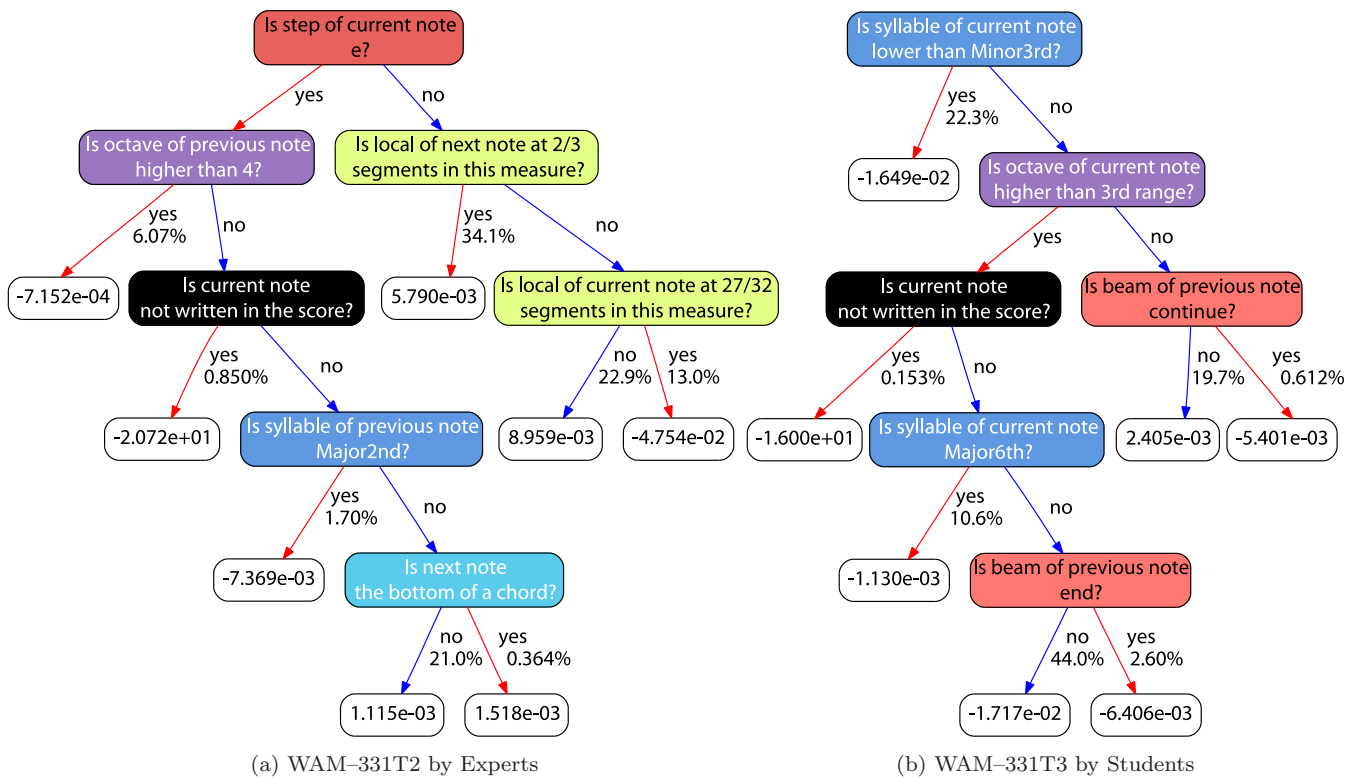 Is step of current note
e?
yes
no
Is octave of previous note
higher than 4?
Is local of next note at 2/3
segments in this measure?
yes
6.07%
no
yes
34.1%
no
-7.152e-04
Is current note
not written in the score?
5.790e-03
Is local of current note at 27/32
segments in this measure?
yes
0.850%
no
no
22.9%
yes
13.0%
-2.072e+01
Is syllable of previous note
Major2nd?
8.959e-03
-4.754e-02
yes
1.70%
no
-7.369e-03
Is next note
the bottom of a chord?
no
21.0%
yes
0.364%
1.115e-03
1.518e-03
(a) WAM–331T2 by Experts
Is syllable of current note
lower than Minor3rd?
yes
22.3%
no
-1.649e-02
Is octave of current note
higher than 3rd range?
yes
no
Is current note
not written in the score?
Is beam of previous note
continue?
yes
0.153%
no
no
19.7%
yes
0.612%
-1.600e+01
Is syllable of current note
Major6th?
2.405e-03
-5.401e-03
yes
10.6%
no
-1.130e-03
Is beam of previous note
end?
no
44.0%
yes
2.60%
-1.717e-02
-6.406e-03
(b) WAM–331T3 by Students